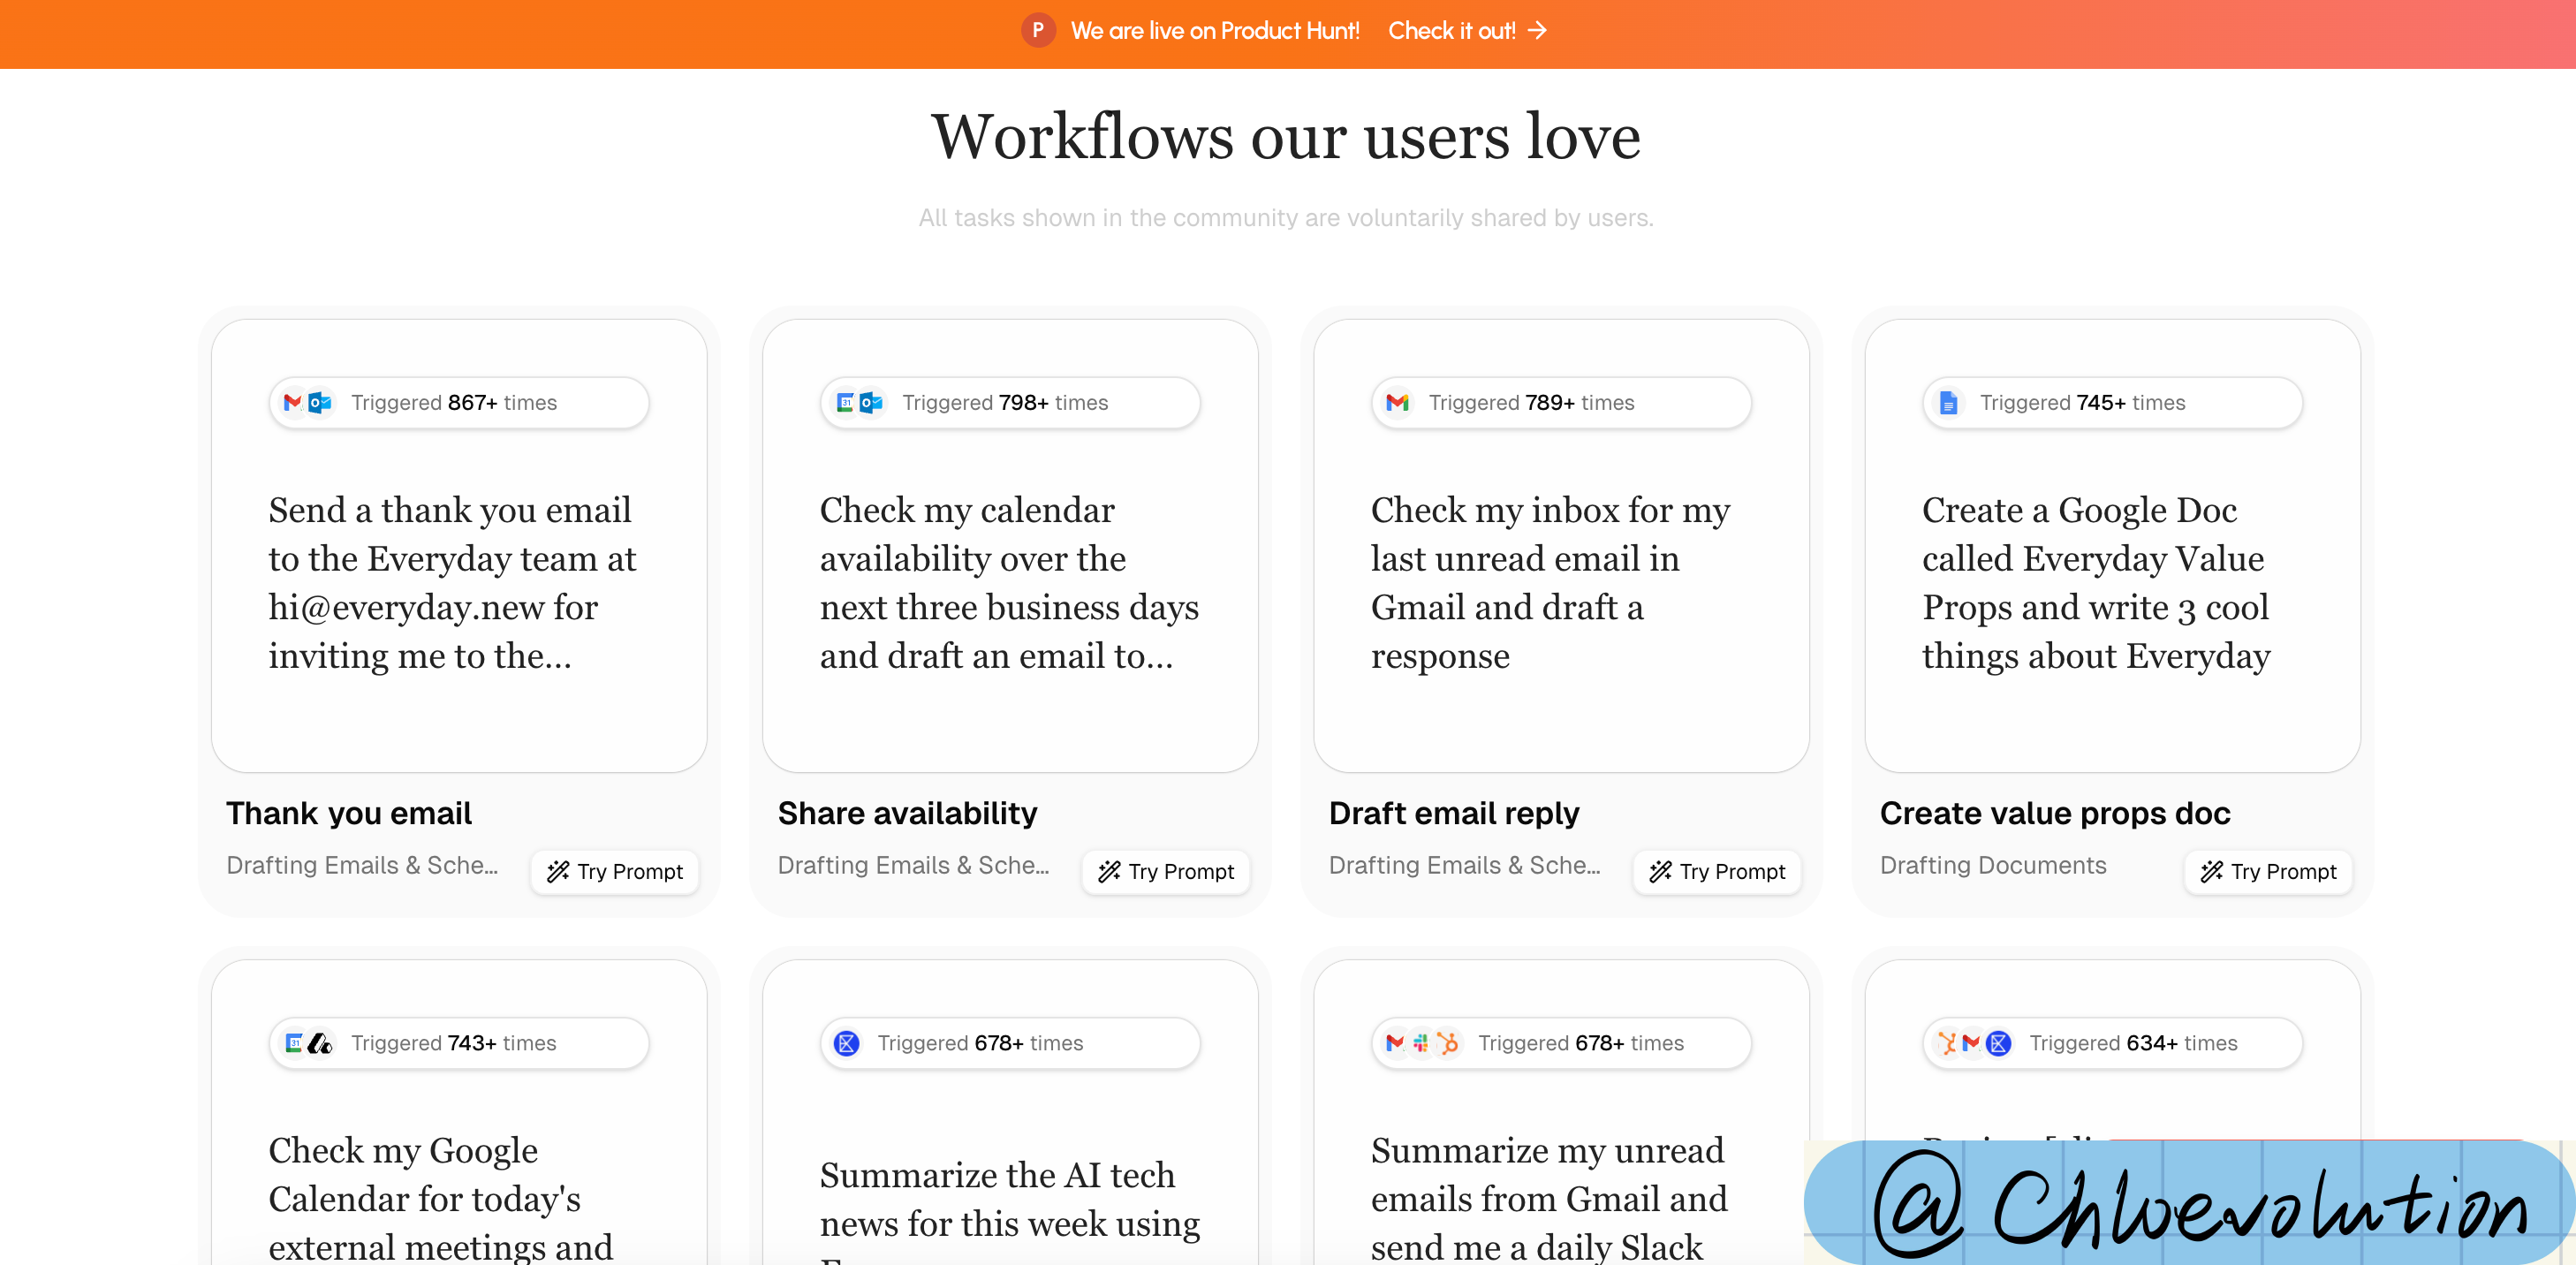 P We are live on Product Hunt! Check it out! →
Workflows our users love
All tasks shown in the community are voluntarily shared by users.
Triggered 867+ times
Send a thank you email
to the Everyday team at
hi@everyday.new for
inviting me to the...
Thank you email
Drafting Emails & Sche...
Try Prompt
31 Triggered 798+ times
Check my calendar
availability over the
next three business days
and draft an email to...
Share availability
Drafting Emails & Sche...
Try Prompt
Triggered 789+ times
Check my inbox for my
last unread email in
Gmail and draft a
response
Draft email reply
Drafting Emails & Sche...
Try Prompt
Triggered 745+ times
Create a Google Doc
called Everyday Value
Props and write 3 cool
things about Everyday
Create value props doc
Drafting Documents
Try Prompt
31 Triggered 743+ times
Check my Google
Calendar for today's
external meetings and
Triggered 678+ times
Summarize the AI tech
news for this week using
Triggered 678+ times
Summarize my unread
emails from Gmail and
send me a daily Slack
Triggered 634+ times
@Chloevolution